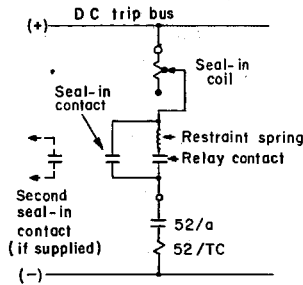 DC trip bus
(+)
Seal-in
coil
Seal-in
contact
Restraint spring
Relay contact
Second
seal-in
contact
(if supplied)
52/a
52/TC
(-)